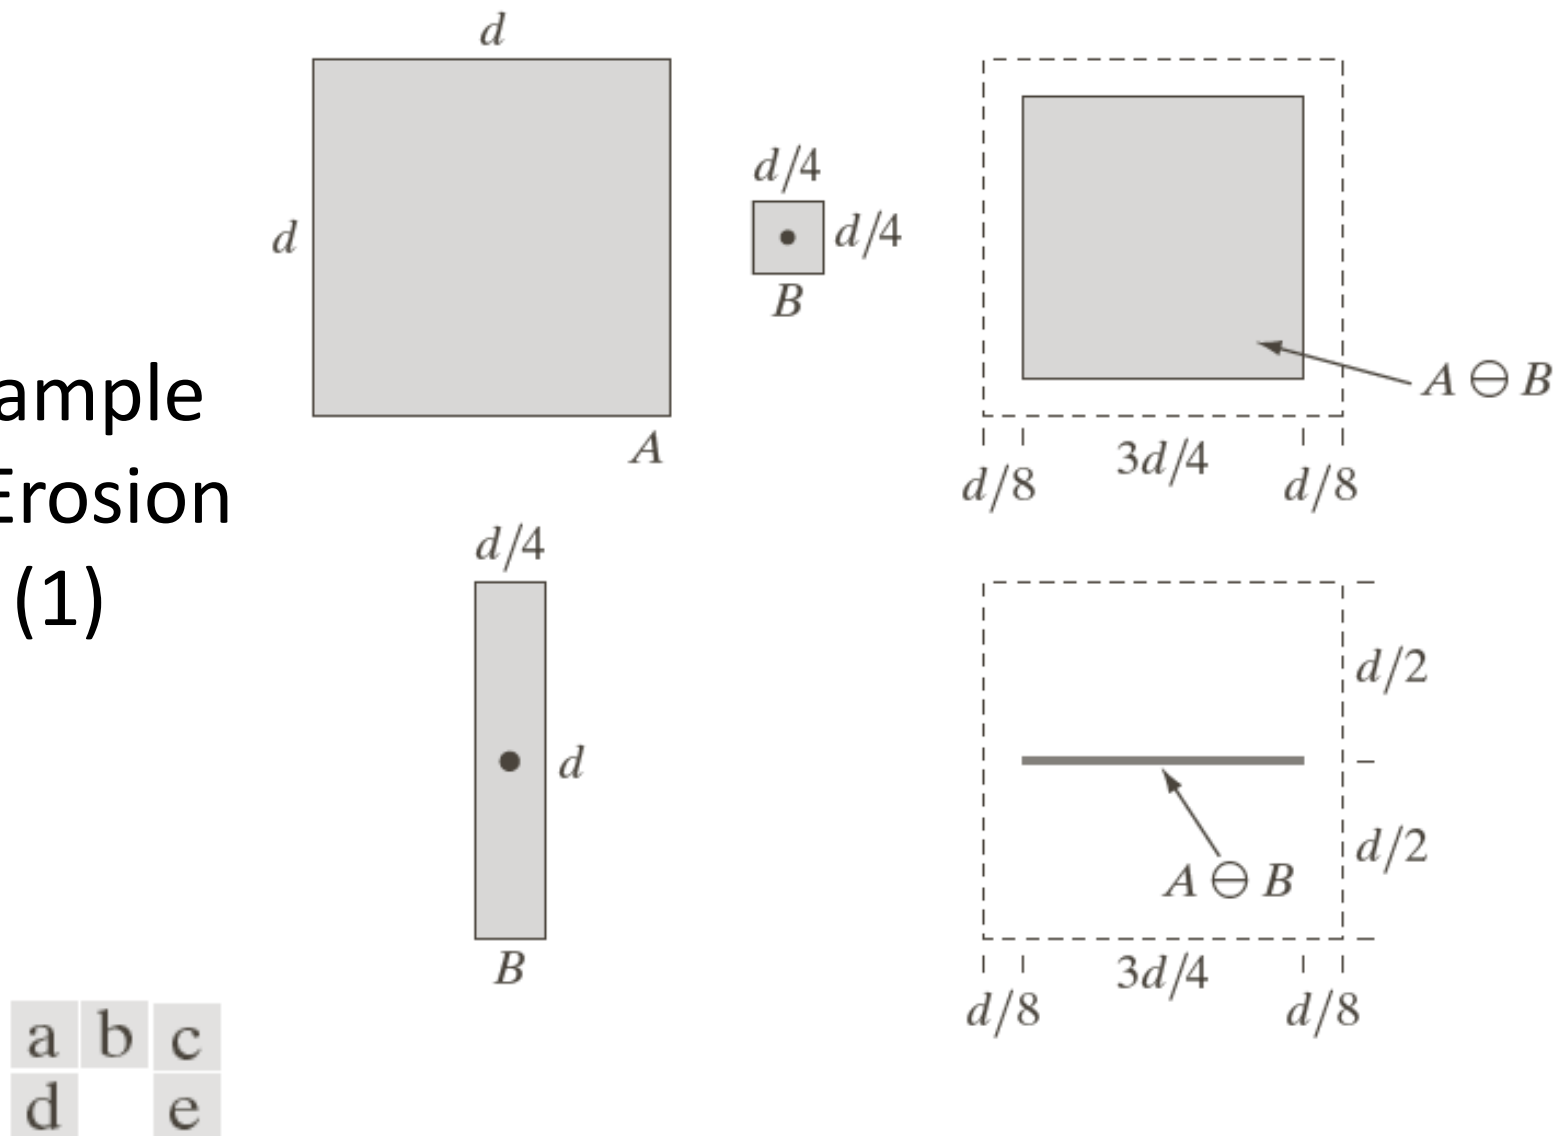 ample
Erosion
(1)
d
d
A
d/4
d/4
B
A ⊖ B
d/8
3d/4
d/8
d/4
d
B
d/2
d/2
A ⊖ B
d/8
3d/4
d/8
a b c
d e